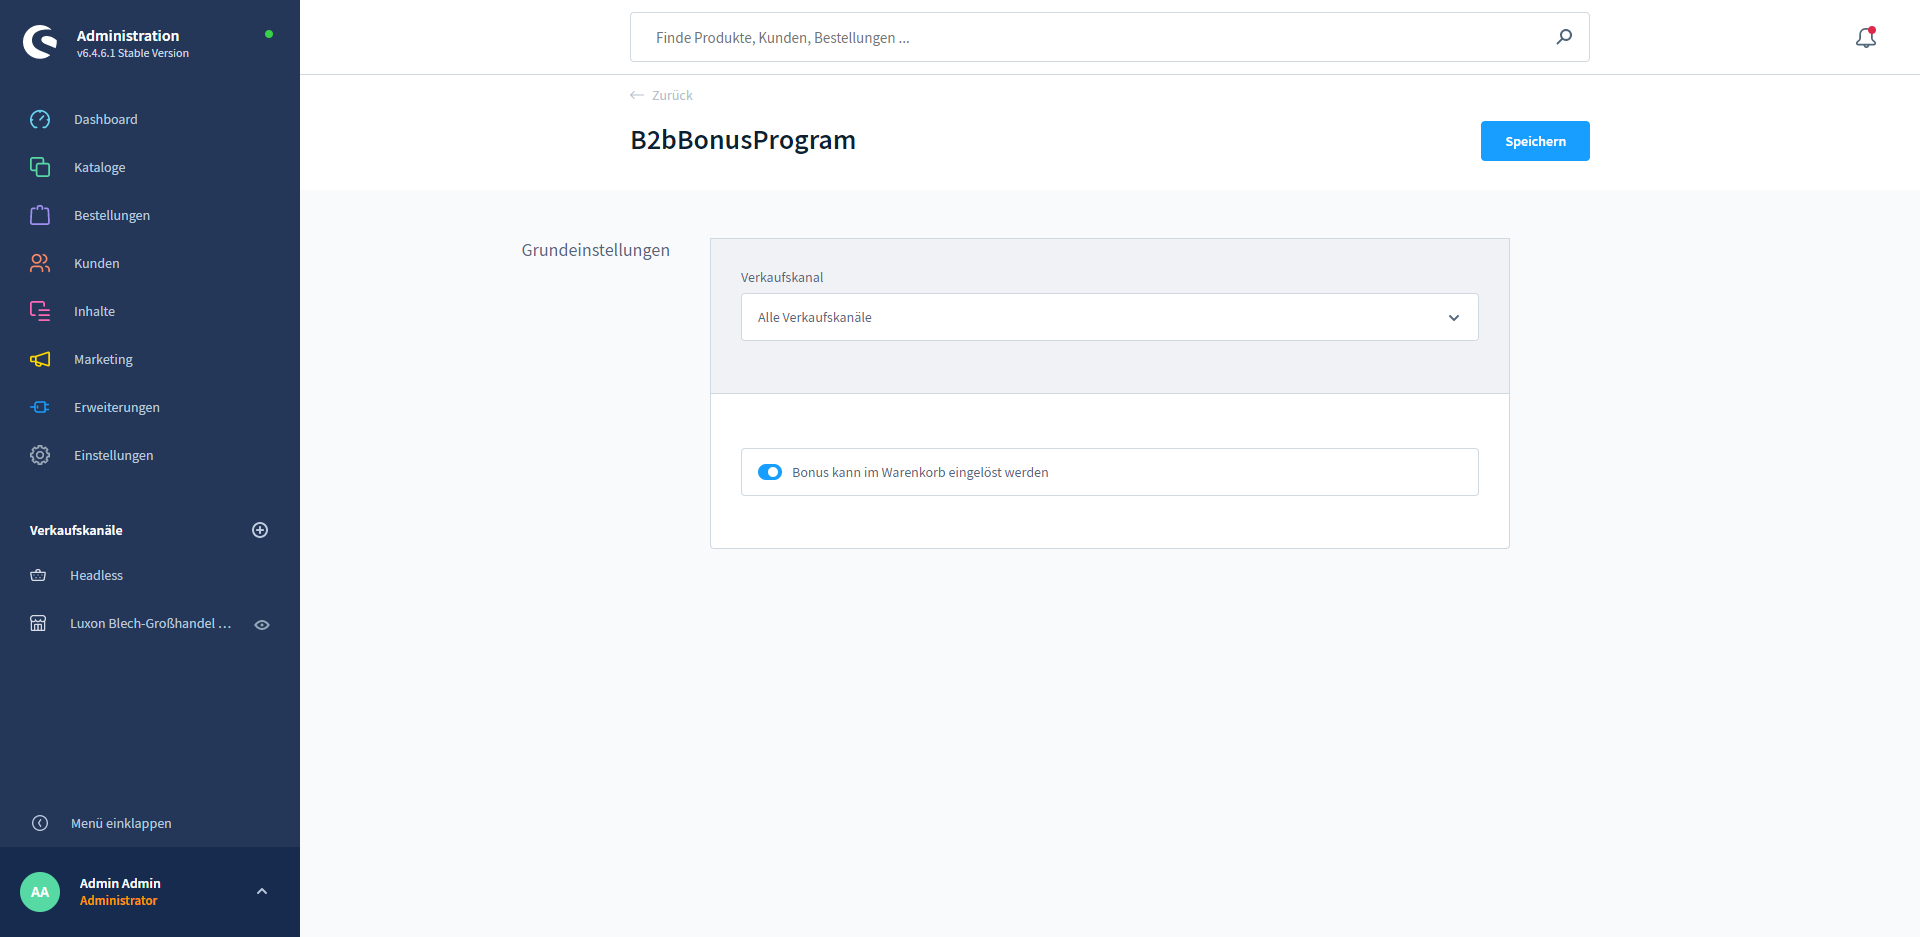 Administration
v6.4.6.1 Stable Version
Dashboard
Kataloge
Bestellungen
Kunden
Inhalte
Marketing
Erweiterungen
Einstellungen
Verkaufskanäle
Headless
Luxon Blech-Großhandel ...
Menü einklappen
AA
Admin Admin
Administrator
Finde Produkte, Kunden, Bestellungen ...
Zurück
B2bBonusProgram
Speichern
Grundeinstellungen
Verkaufskanal
Alle Verkaufskanäle
Bonus kann im Warenkorb eingelöst werden